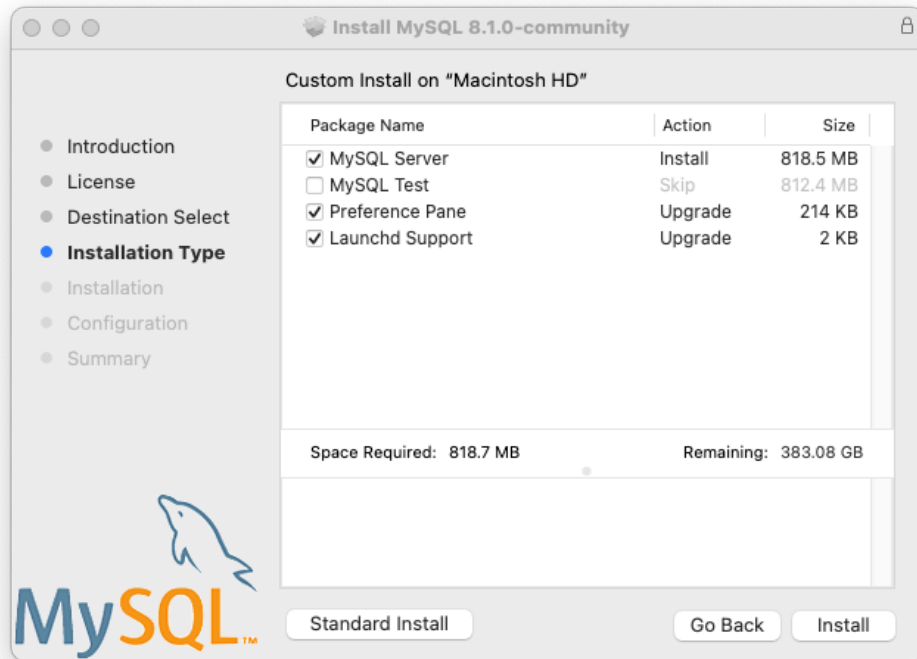 Install MySQL 8.1.0-community
Custom Install on “Macintosh HD”
Introduction
License
Destination Select
Installation Type
Installation
Configuration
Summary
Package Name Action Size
MySQL Server Install 818.5 MB
MySQL Test Skip 812.4 MB
Preference Pane Upgrade 214 KB
Launchd Support Upgrade 2 KB
Space Required: 818.7 MB Remaining: 383.08 GB
MySQL™
Standard Install Go Back Install